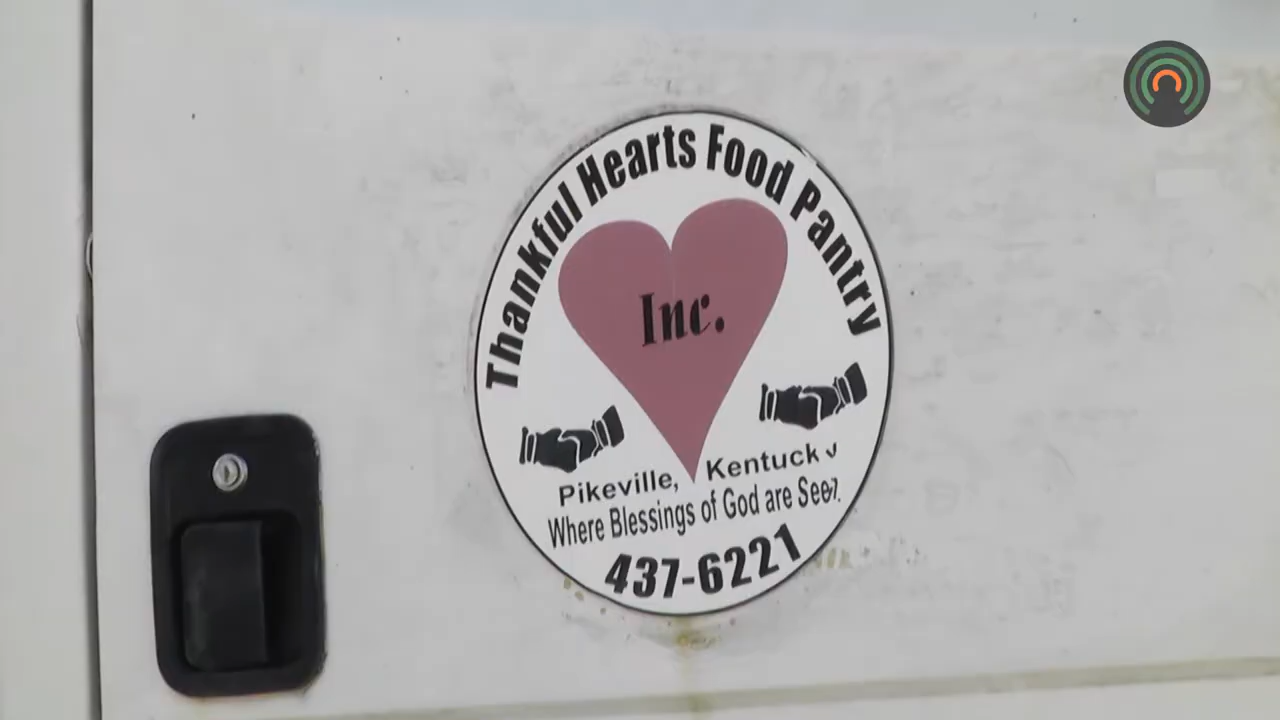 Thankful Hearts Food Pantry
Inc.
Pikeville, Kentucky
Where Blessings of God are Seen.
437-6221